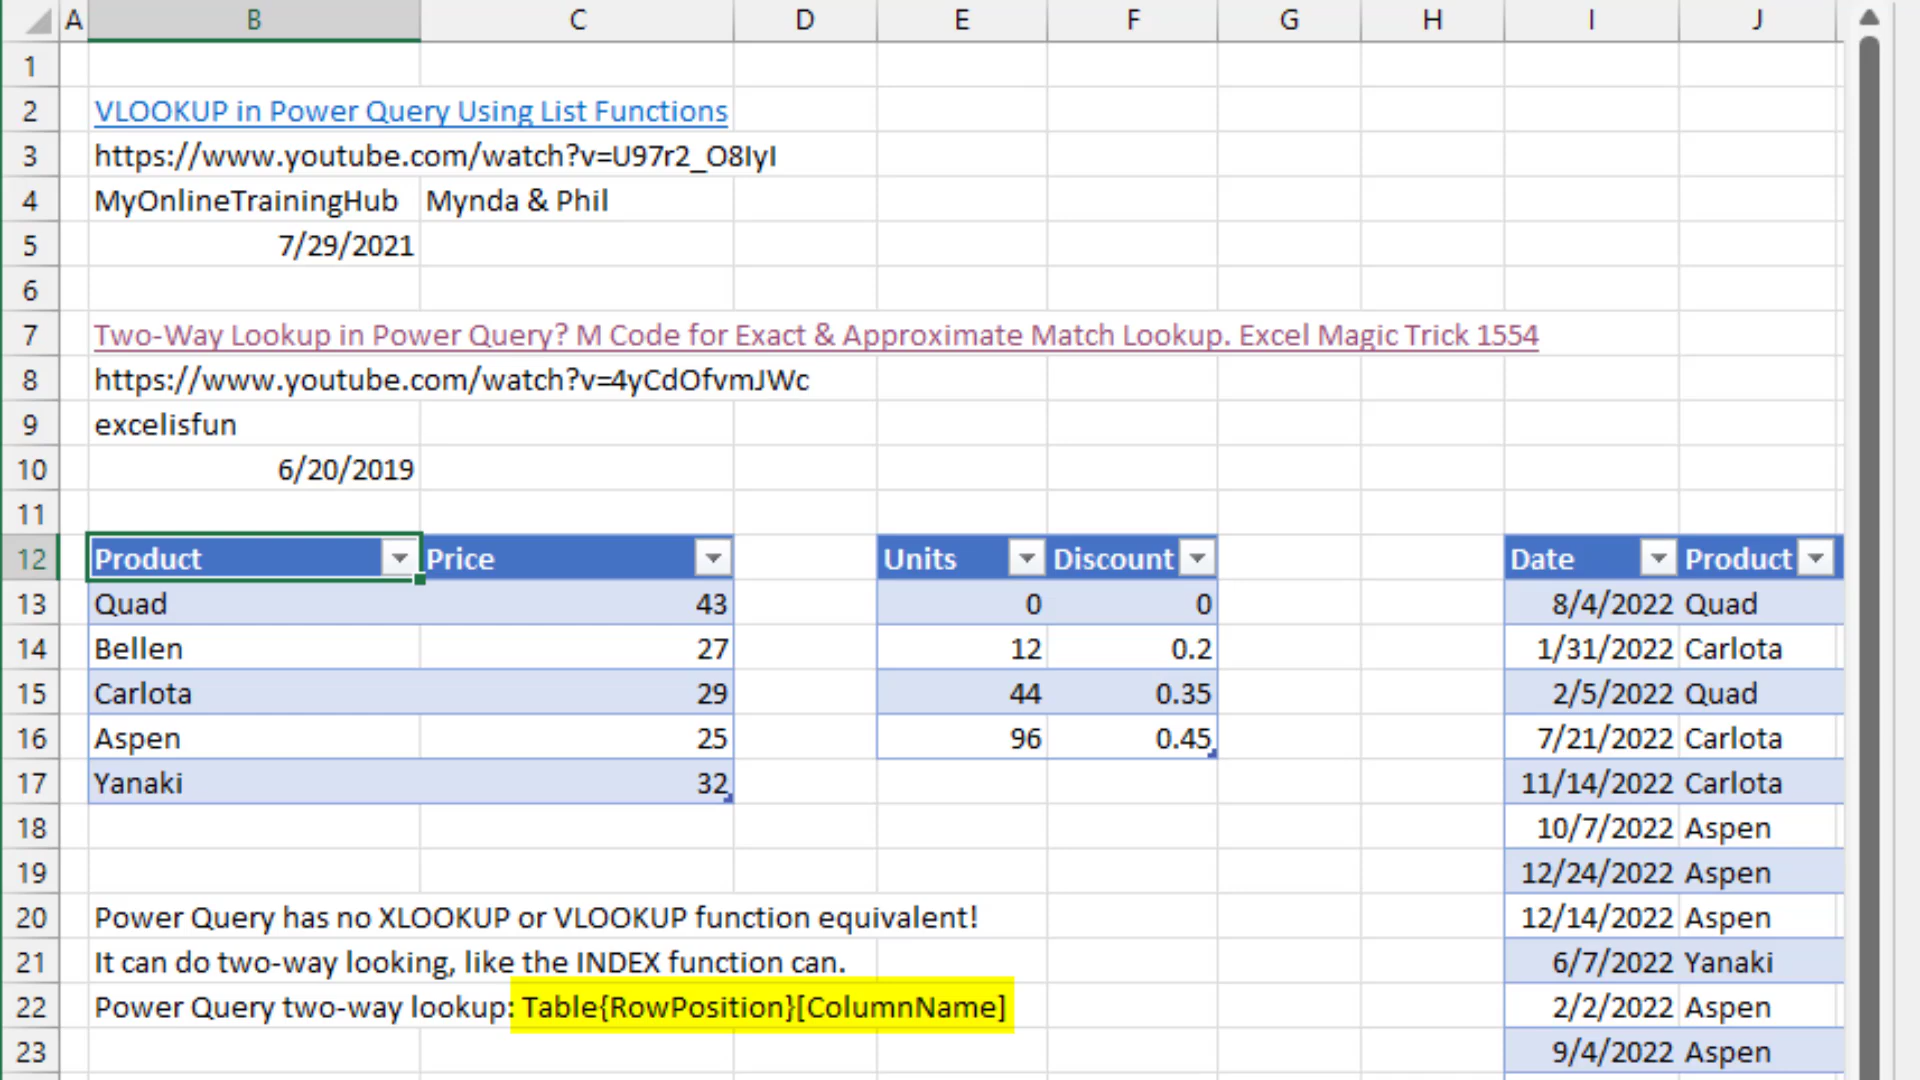 A B C D E F G H I J
1
2 VLOOKUP in Power Query Using List Functions
3 https://www.youtube.com/watch?v=U97r2_O8IyI
4 MyOnlineTrainingHub Mynda & Phil
5 7/29/2021
6
7 Two-Way Lookup in Power Query? M Code for Exact & Approximate Match Lookup. Excel Magic Trick 1554
8 https://www.youtube.com/watch?v=4yCdOfvmJWc
9 excelisfun
10 6/20/2019
11
12 Product Price Units Discount Date Product
13 Quad 43 0 0 8/4/2022 Quad
14 Bellen 27 12 0.2 1/31/2022 Carlota
15 Carlota 29 44 0.35 2/5/2022 Quad
16 Aspen 25 96 0.45 7/21/2022 Carlota
17 Yanaki 32 11/14/2022 Carlota
18 10/7/2022 Aspen
19 12/24/2022 Aspen
20 Power Query has no XLOOKUP or VLOOKUP function equivalent! 12/14/2022 Aspen
21 It can do two-way looking, like the INDEX function can. 6/7/2022 Yanaki
22 Power Query two-way lookup: Table{RowPosition}[ColumnName] 2/2/2022 Aspen
23 9/4/2022 Aspen